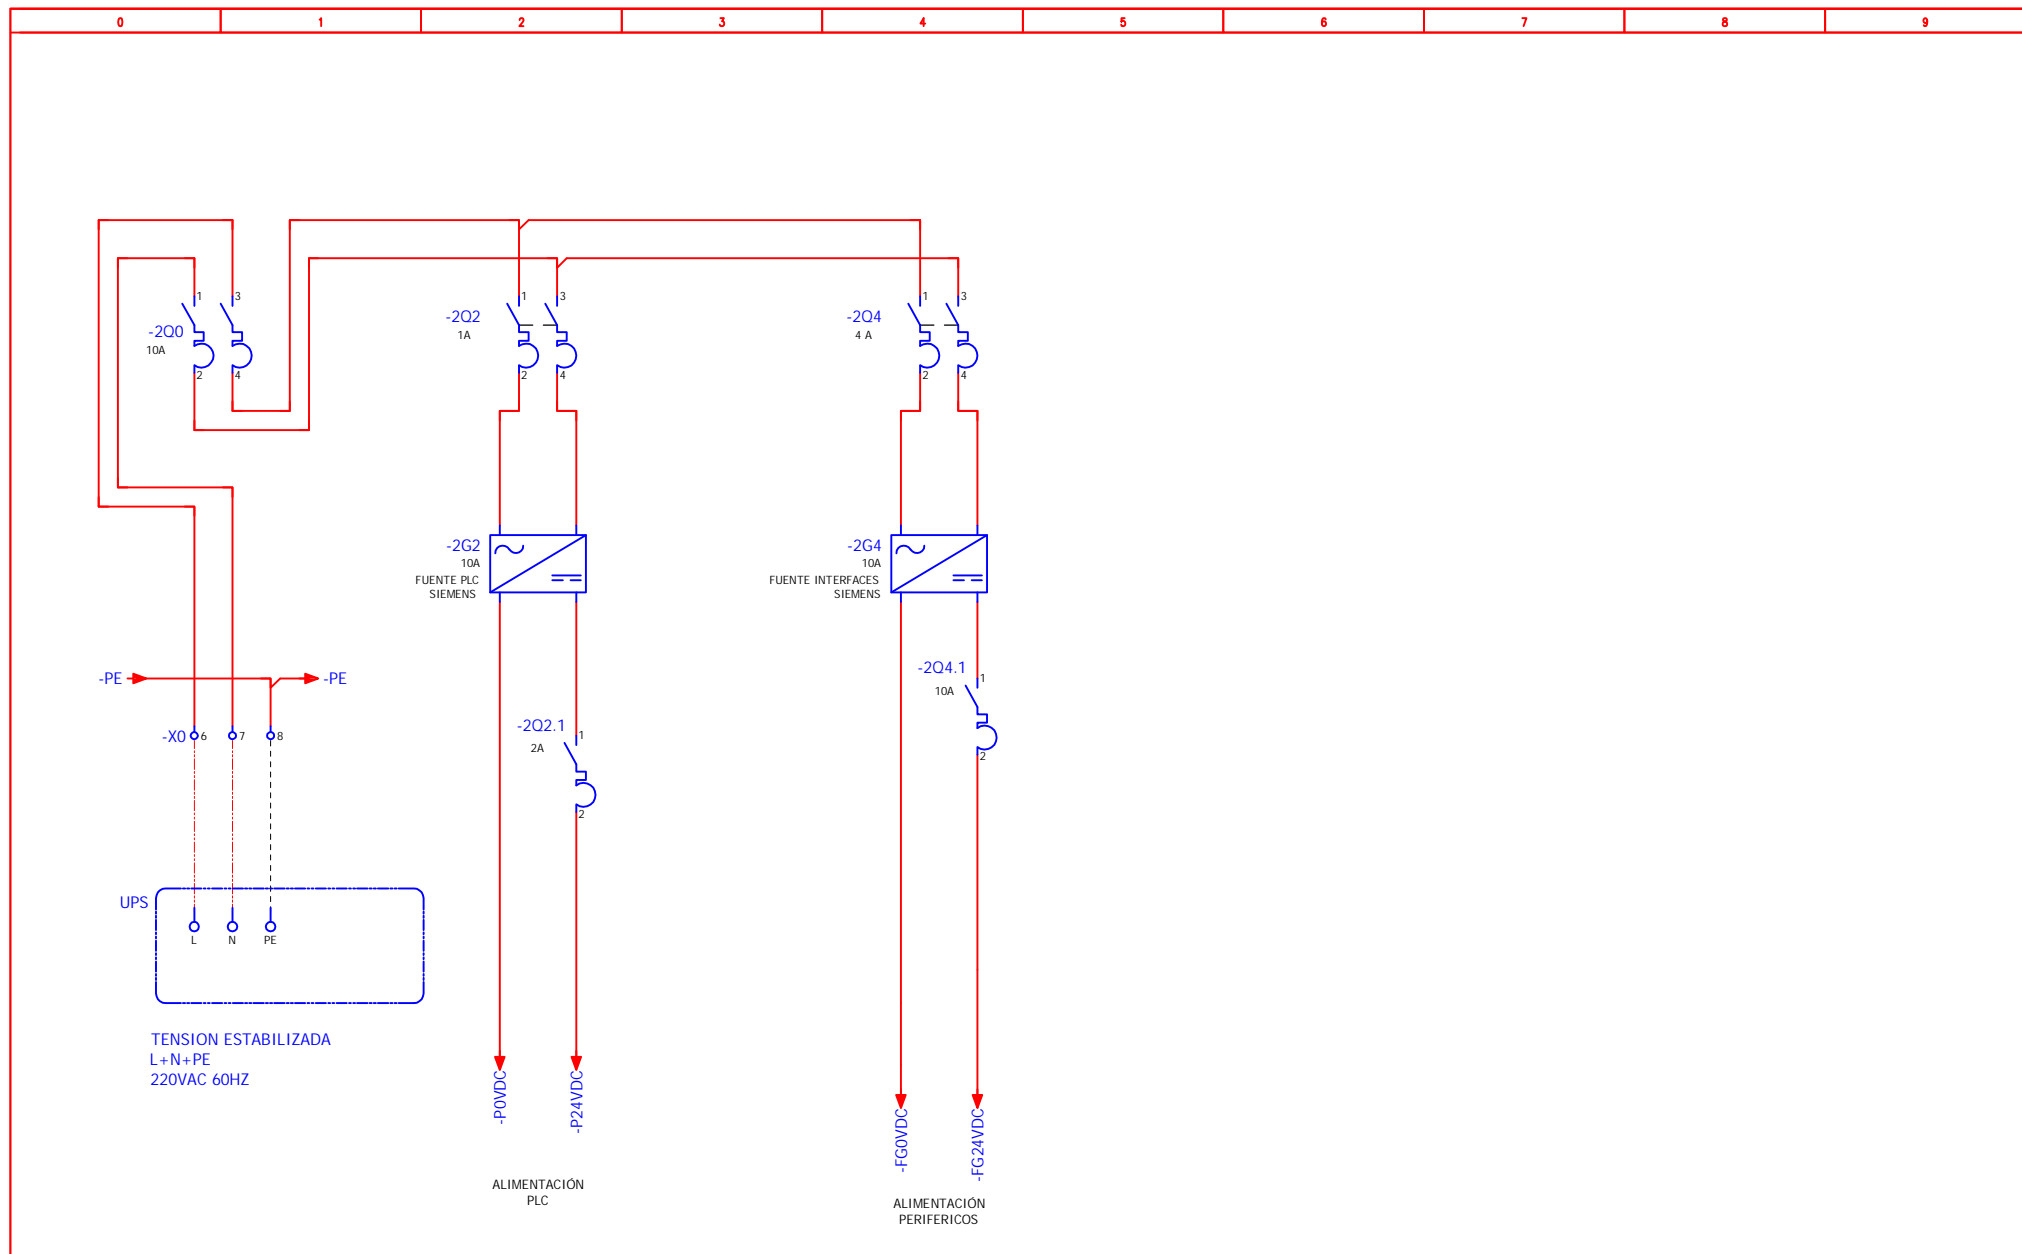 0 1 2 3 4 5 6 7 8 9
1 3
-2Q0
10A
2 4
1 3
-2Q2
1A
2 4
1 3
-2Q4
4 A
2 4
-2G2
10A
FUENTE PLC
SIEMENS
-2G4
10A
FUENTE INTERFACES
SIEMENS
-PE -PE
-X0 6 7 8
-2Q2.1
2A
1
2
-2Q4.1
10A
1
2
UPS
L N PE
TENSION ESTABILIZADA
L+N+PE
220VAC 60HZ
-P0VDC
-P24VDC
-FG0VDC
-FG24VDC
ALIMENTACIÓN
PLC
ALIMENTACIÓN
PERIFERICOS